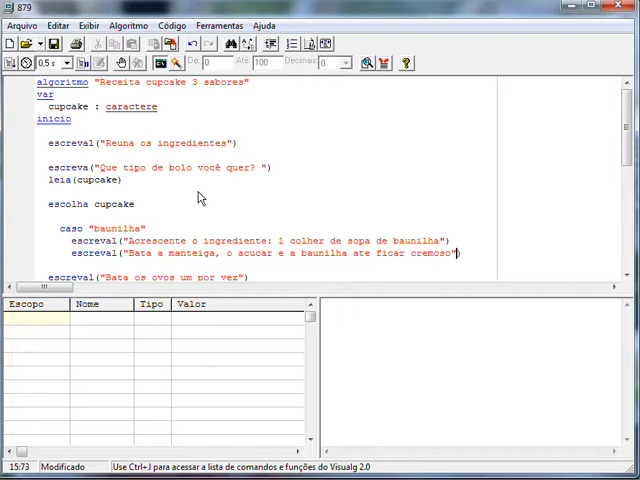 879
Arquivo Editar Exibir Algoritmo Código Ferramentas Ajuda
0,5 s De: 0 Até: 100 Decimais: 0
algoritmo "Receita cupcake 3 sabores"
var
cupcake : caractere
inicio
escreval("Reuna os ingredientes")
escreva("Que tipo de bolo você quer? ")
leia(cupcake)
escolha cupcake
caso "baunilha"
escreval("Acrescente o ingrediente: 1 colher de sopa de baunilha")
escreval("Bata a manteiga, o acucar e a baunilha ate ficar cremoso")
escreval("Bata os ovos um por vez")
Escopo Nome Tipo Valor
15:73 Modificado Use Ctrl+J para acessar a lista de comandos e funções do Visualg 2.0